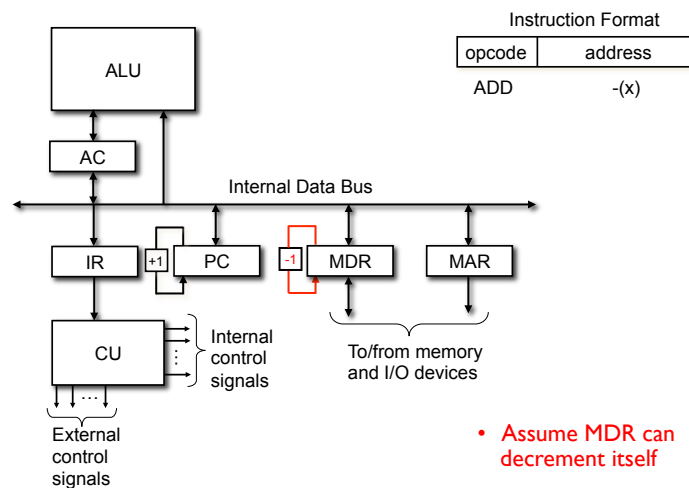 Instruction Format
opcode address
ADD -(x)
ALU
AC
Internal Data Bus
IR
+1
PC
-1
MDR
MAR
CU
...
Internal
control
signals
To/from memory
and I/O devices
...
External
control
signals
• Assume MDR can
decrement itself